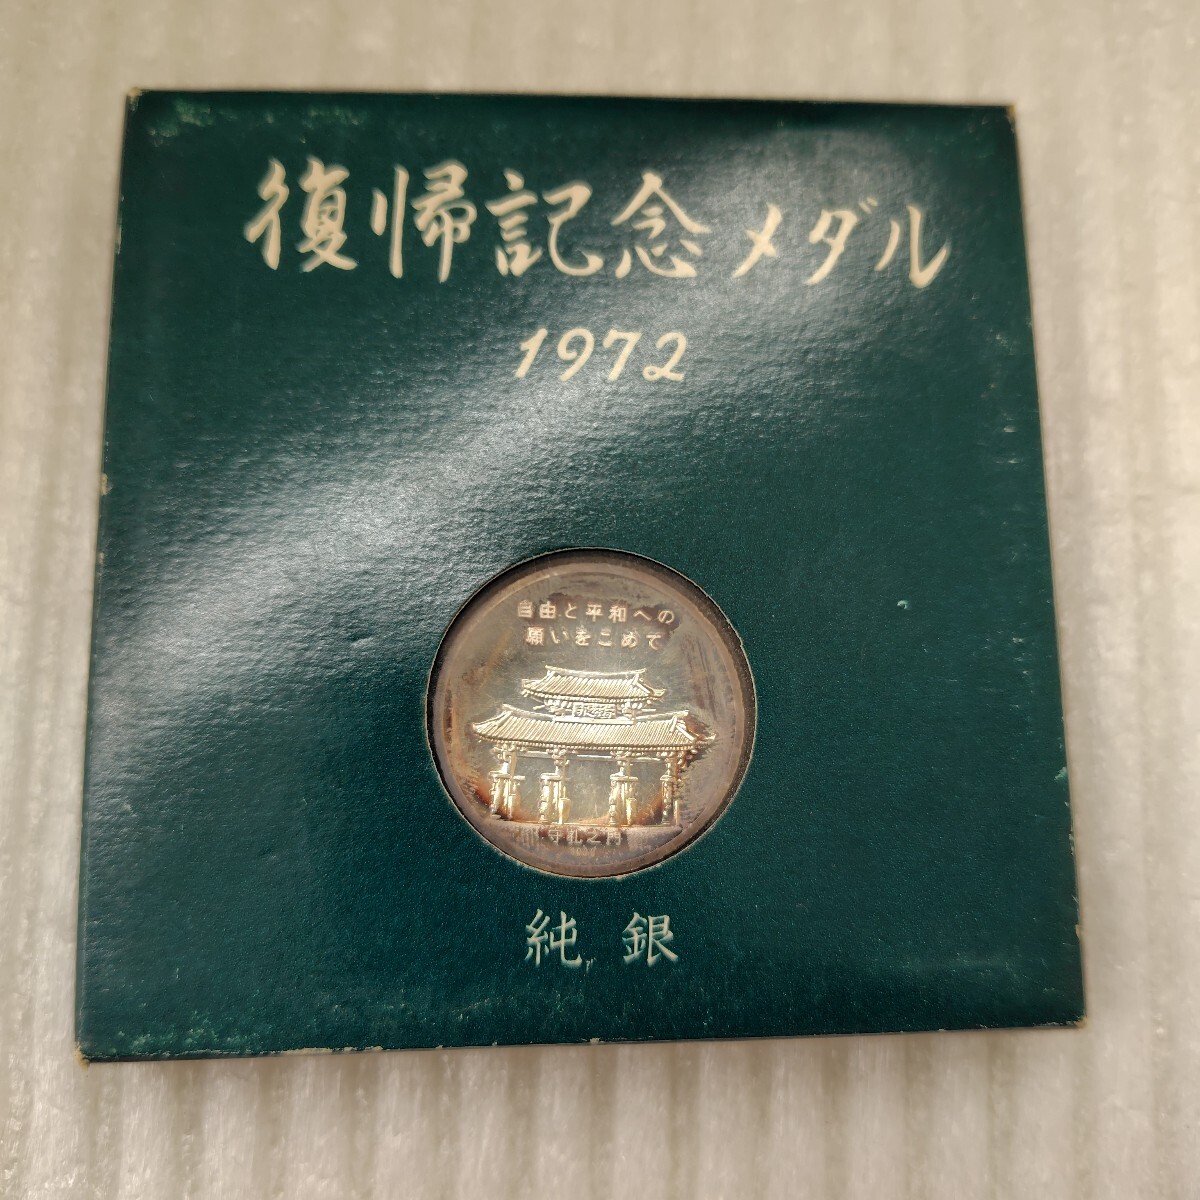 復帰記念メダル
1972
自由と平和への
願いをこめて
守礼之門
純銀